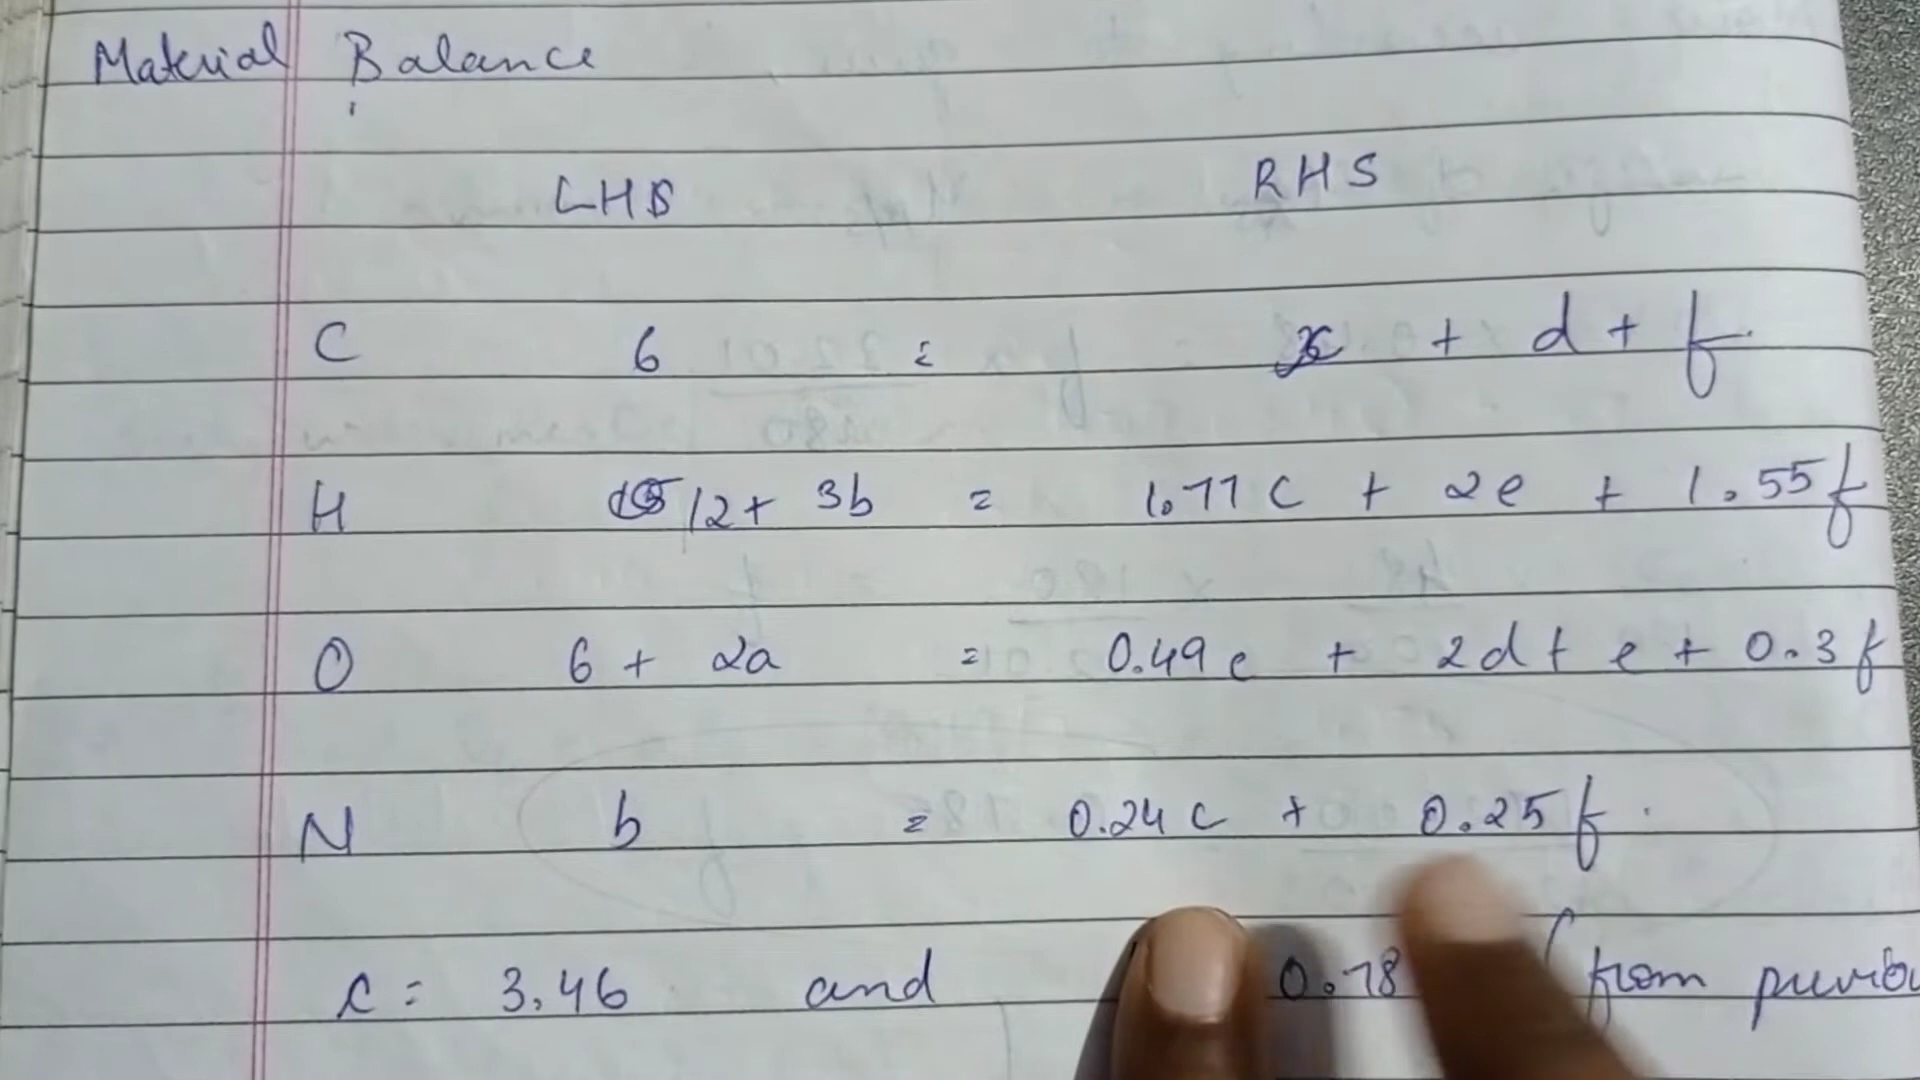 Material Balance
LHS RHS
C 6 = c + d + f
H 12 + 3b = 1.77 c + 2e + 1.55 f
O 6 + 2a = 0.49 c + 2d + e + 0.3 f
N b = 0.24 c + 0.25 f
c = 3.46 and 0.78 (from